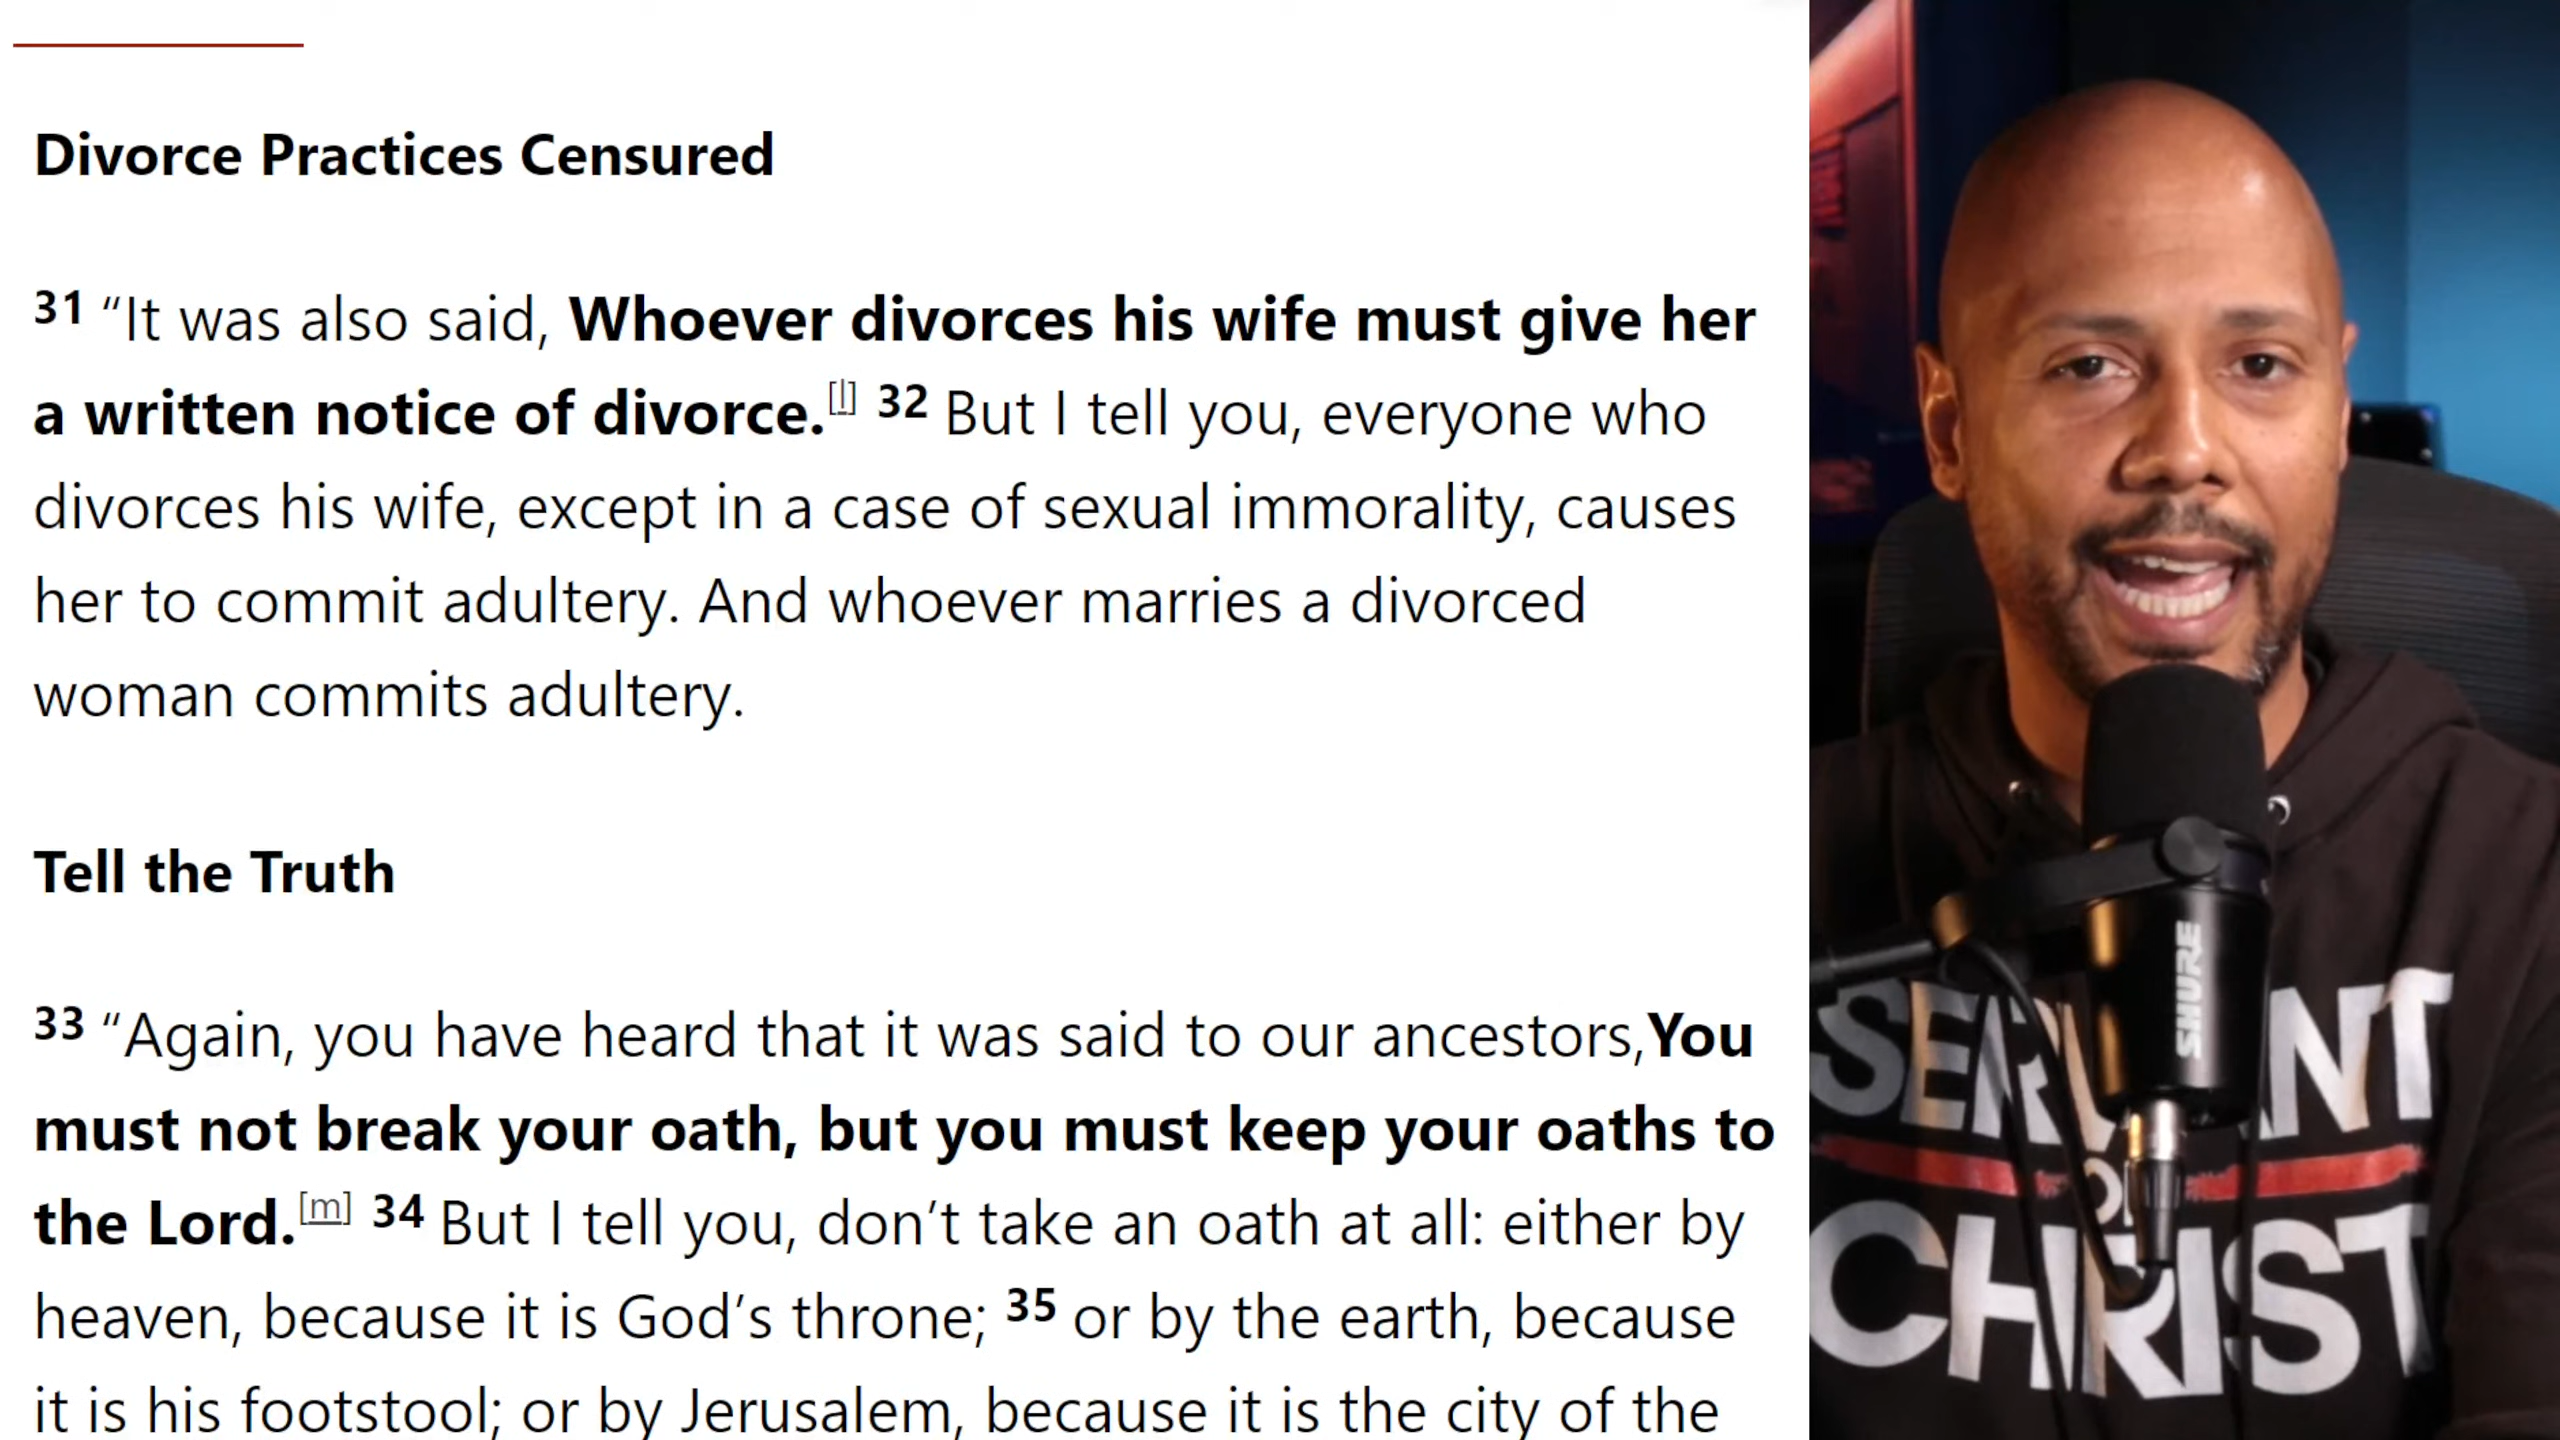 Divorce Practices Censured
31 “It was also said, Whoever divorces his wife must give her
a written notice of divorce.[l] 32 But I tell you, everyone who
divorces his wife, except in a case of sexual immorality, causes
her to commit adultery. And whoever marries a divorced
woman commits adultery.
Tell the Truth
33 “Again, you have heard that it was said to our ancestors,You
must not break your oath, but you must keep your oaths to
the Lord.[m] 34 But I tell you, don’t take an oath at all: either by
heaven, because it is God’s throne; 35 or by the earth, because
it is his footstool; or by Jerusalem, because it is the city of the
SHURE
SERVANT
OF
CHRIST